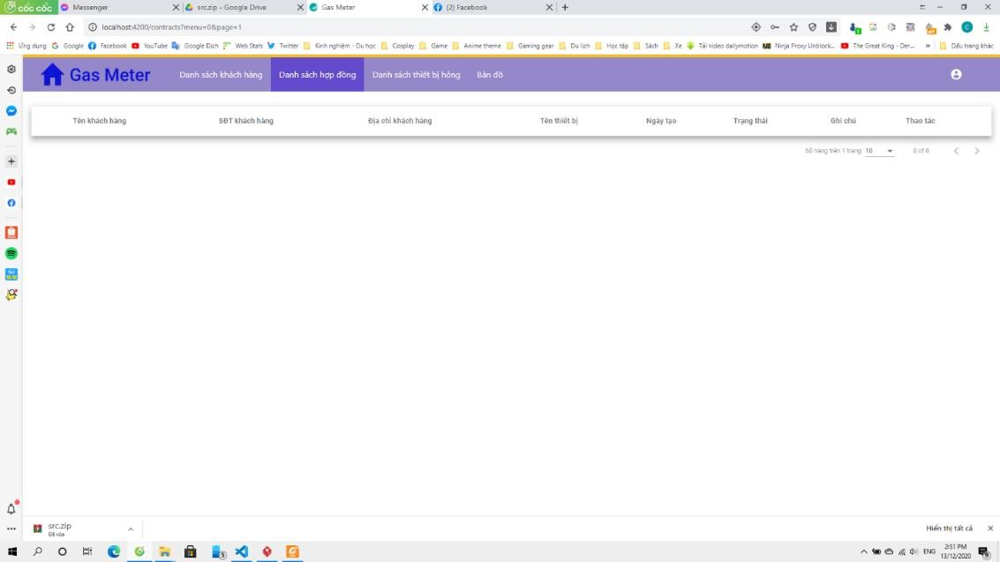 cốc cốc
Messenger
src.zip - Google Drive
Gas Meter
(2) Facebook
localhost:4200/contracts?menu=0&page=1
Ứng dụng Google Facebook YouTube Google Dịch Web Stats Twitter Kinh nghiệm - Du học Cosplay Game Anime theme Gaming gear Du lịch Học tập Sách Xe Tải video dailymotion Ninja Proxy Unblock... The Great King - Der... » Dấu trang khác
Gas Meter
Danh sách khách hàng Danh sách hợp đồng Danh sách thiết bị hỏng Bản đồ
Tên khách hàng SĐT khách hàng Địa chỉ khách hàng Tên thiết bị Ngày tạo Trạng thái Ghi chú Thao tác
Số hàng trên 1 trang 10 0 of 0
src.zip
Đã xóa
Hiển thị tất cả
ENG
2:51 PM
13/12/2020